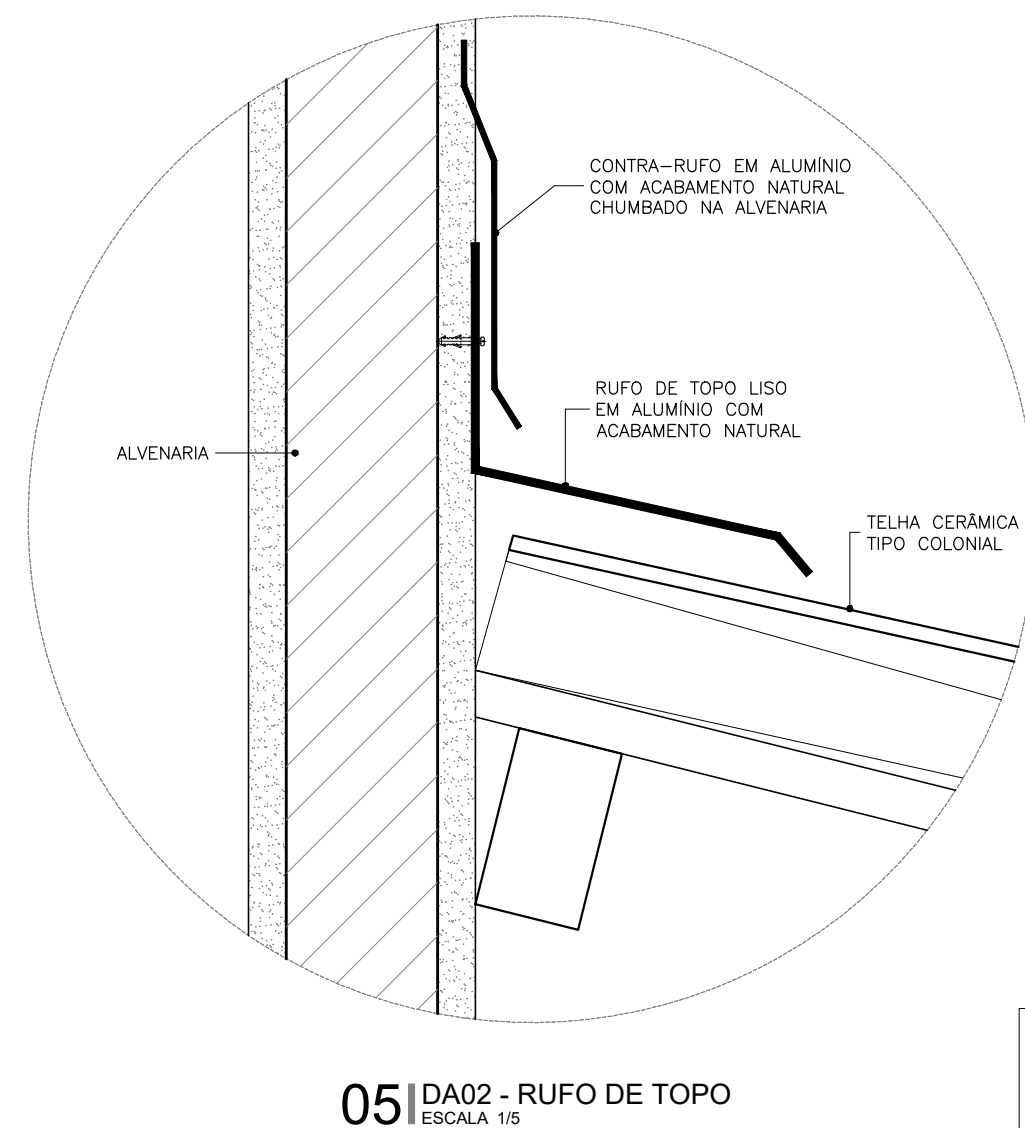 CONTRA-RUFO EM ALUMÍNIO
COM ACABAMENTO NATURAL
CHUMBADO NA ALVENARIA
RUFO DE TOPO LISO
EM ALUMÍNIO COM
ACABAMENTO NATURAL
ALVENARIA
TELHA CERÂMICA
TIPO COLONIAL
05 DA02 - RUFO DE TOPO
ESCALA 1/5